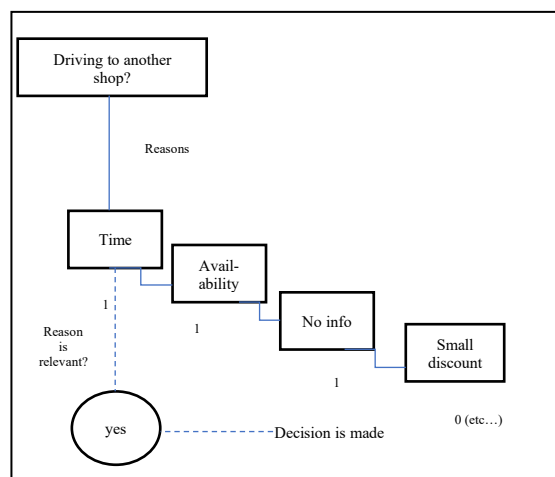 Driving to another
shop?
Reasons
Time
Avail-
ability
1
No info
1
Reason
is
relevant?
Small
discount
1
0 (etc…)
yes
Decision is made